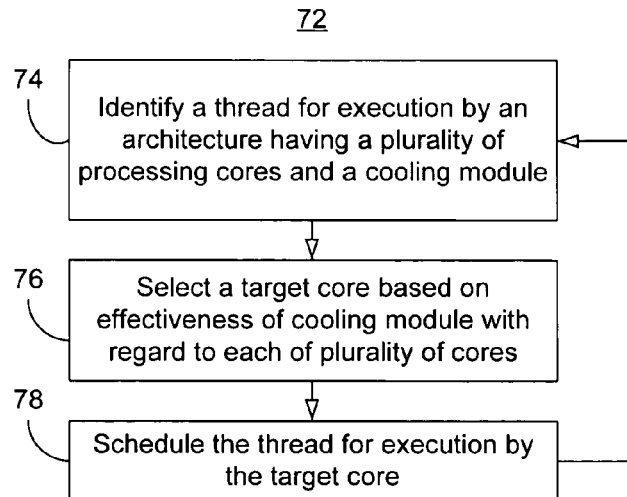 72
74
Identify a thread for execution by an
architecture having a plurality of
processing cores and a cooling module
76
Select a target core based on
effectiveness of cooling module with
regard to each of plurality of cores
78
Schedule the thread for execution by
the target core